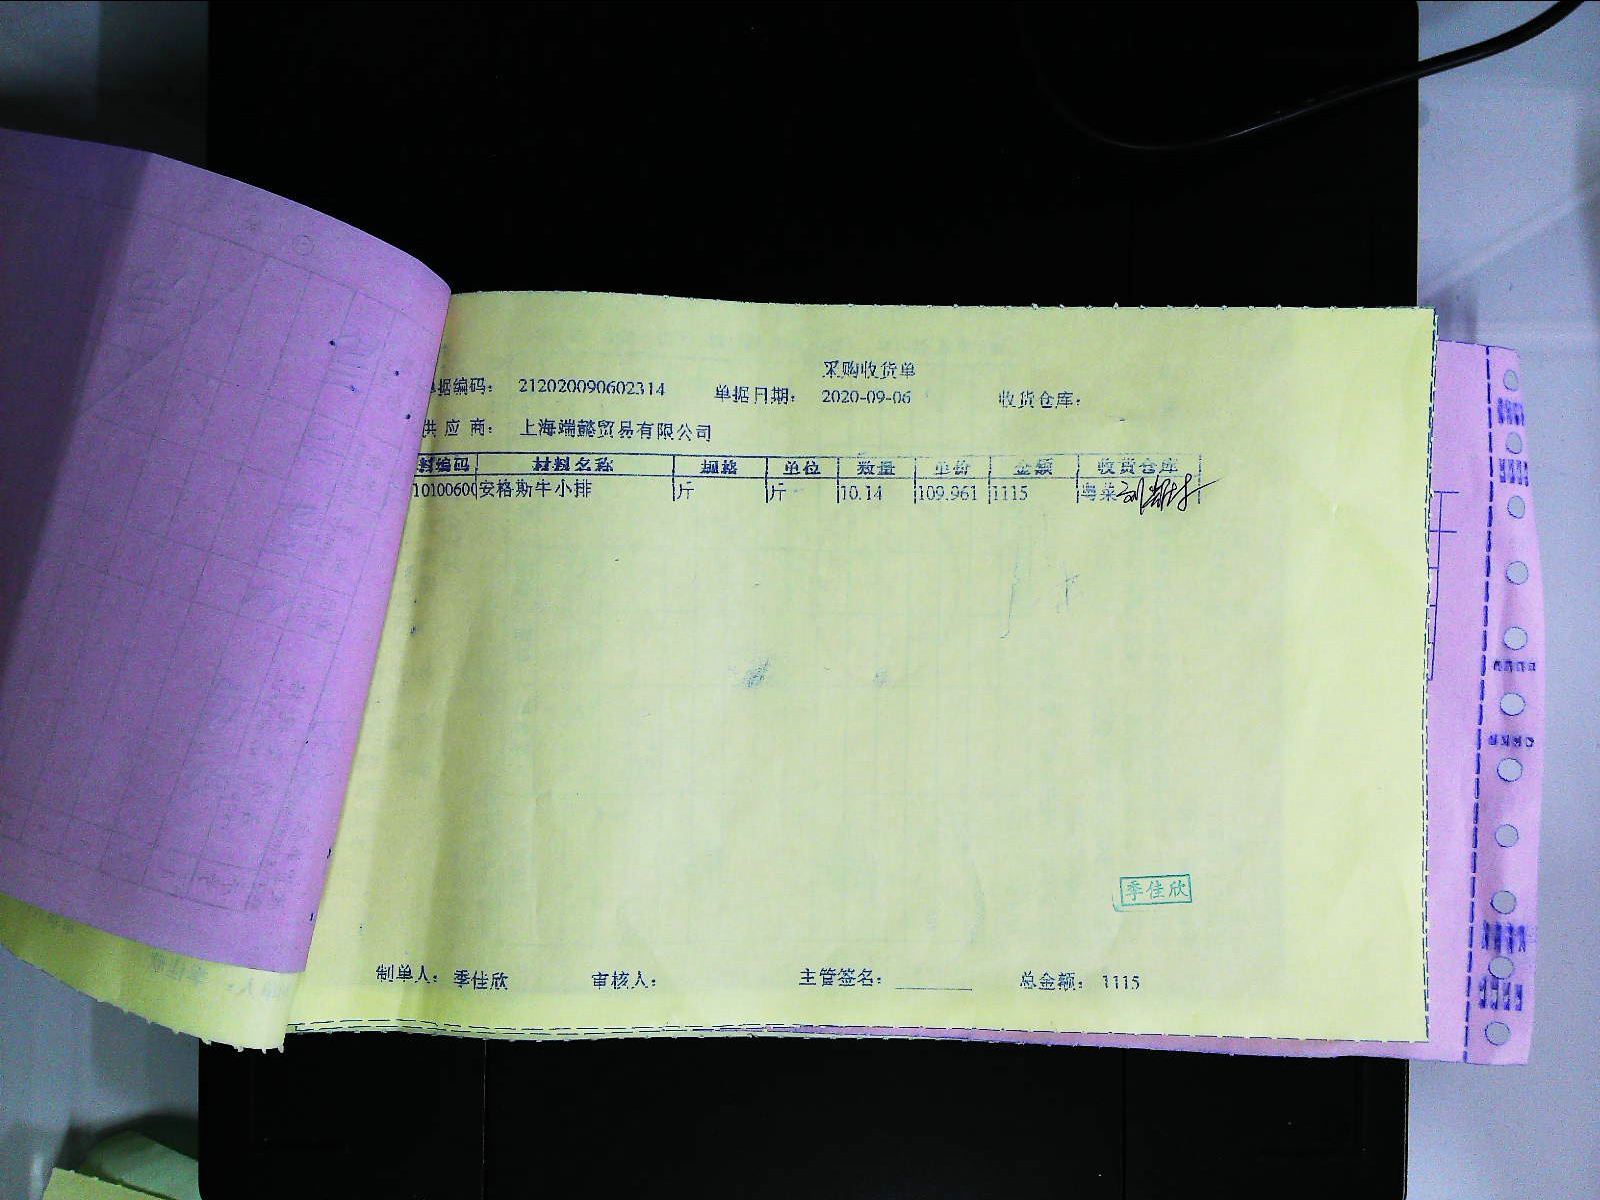 采购收货单
据编码： 212020090602314 单据日期： 2020-09-06 收货仓库：
供 应 商： 上海端懿贸易有限公司
料编码 材料名称 规格 单位 数量 单价 金额 收货仓库
10100600 安格斯牛小排 斤 斤 10.14 109.961 1115 粤菜
季佳欣
制单人： 季佳欣 审核人： 主管签名： 总金额： 1115